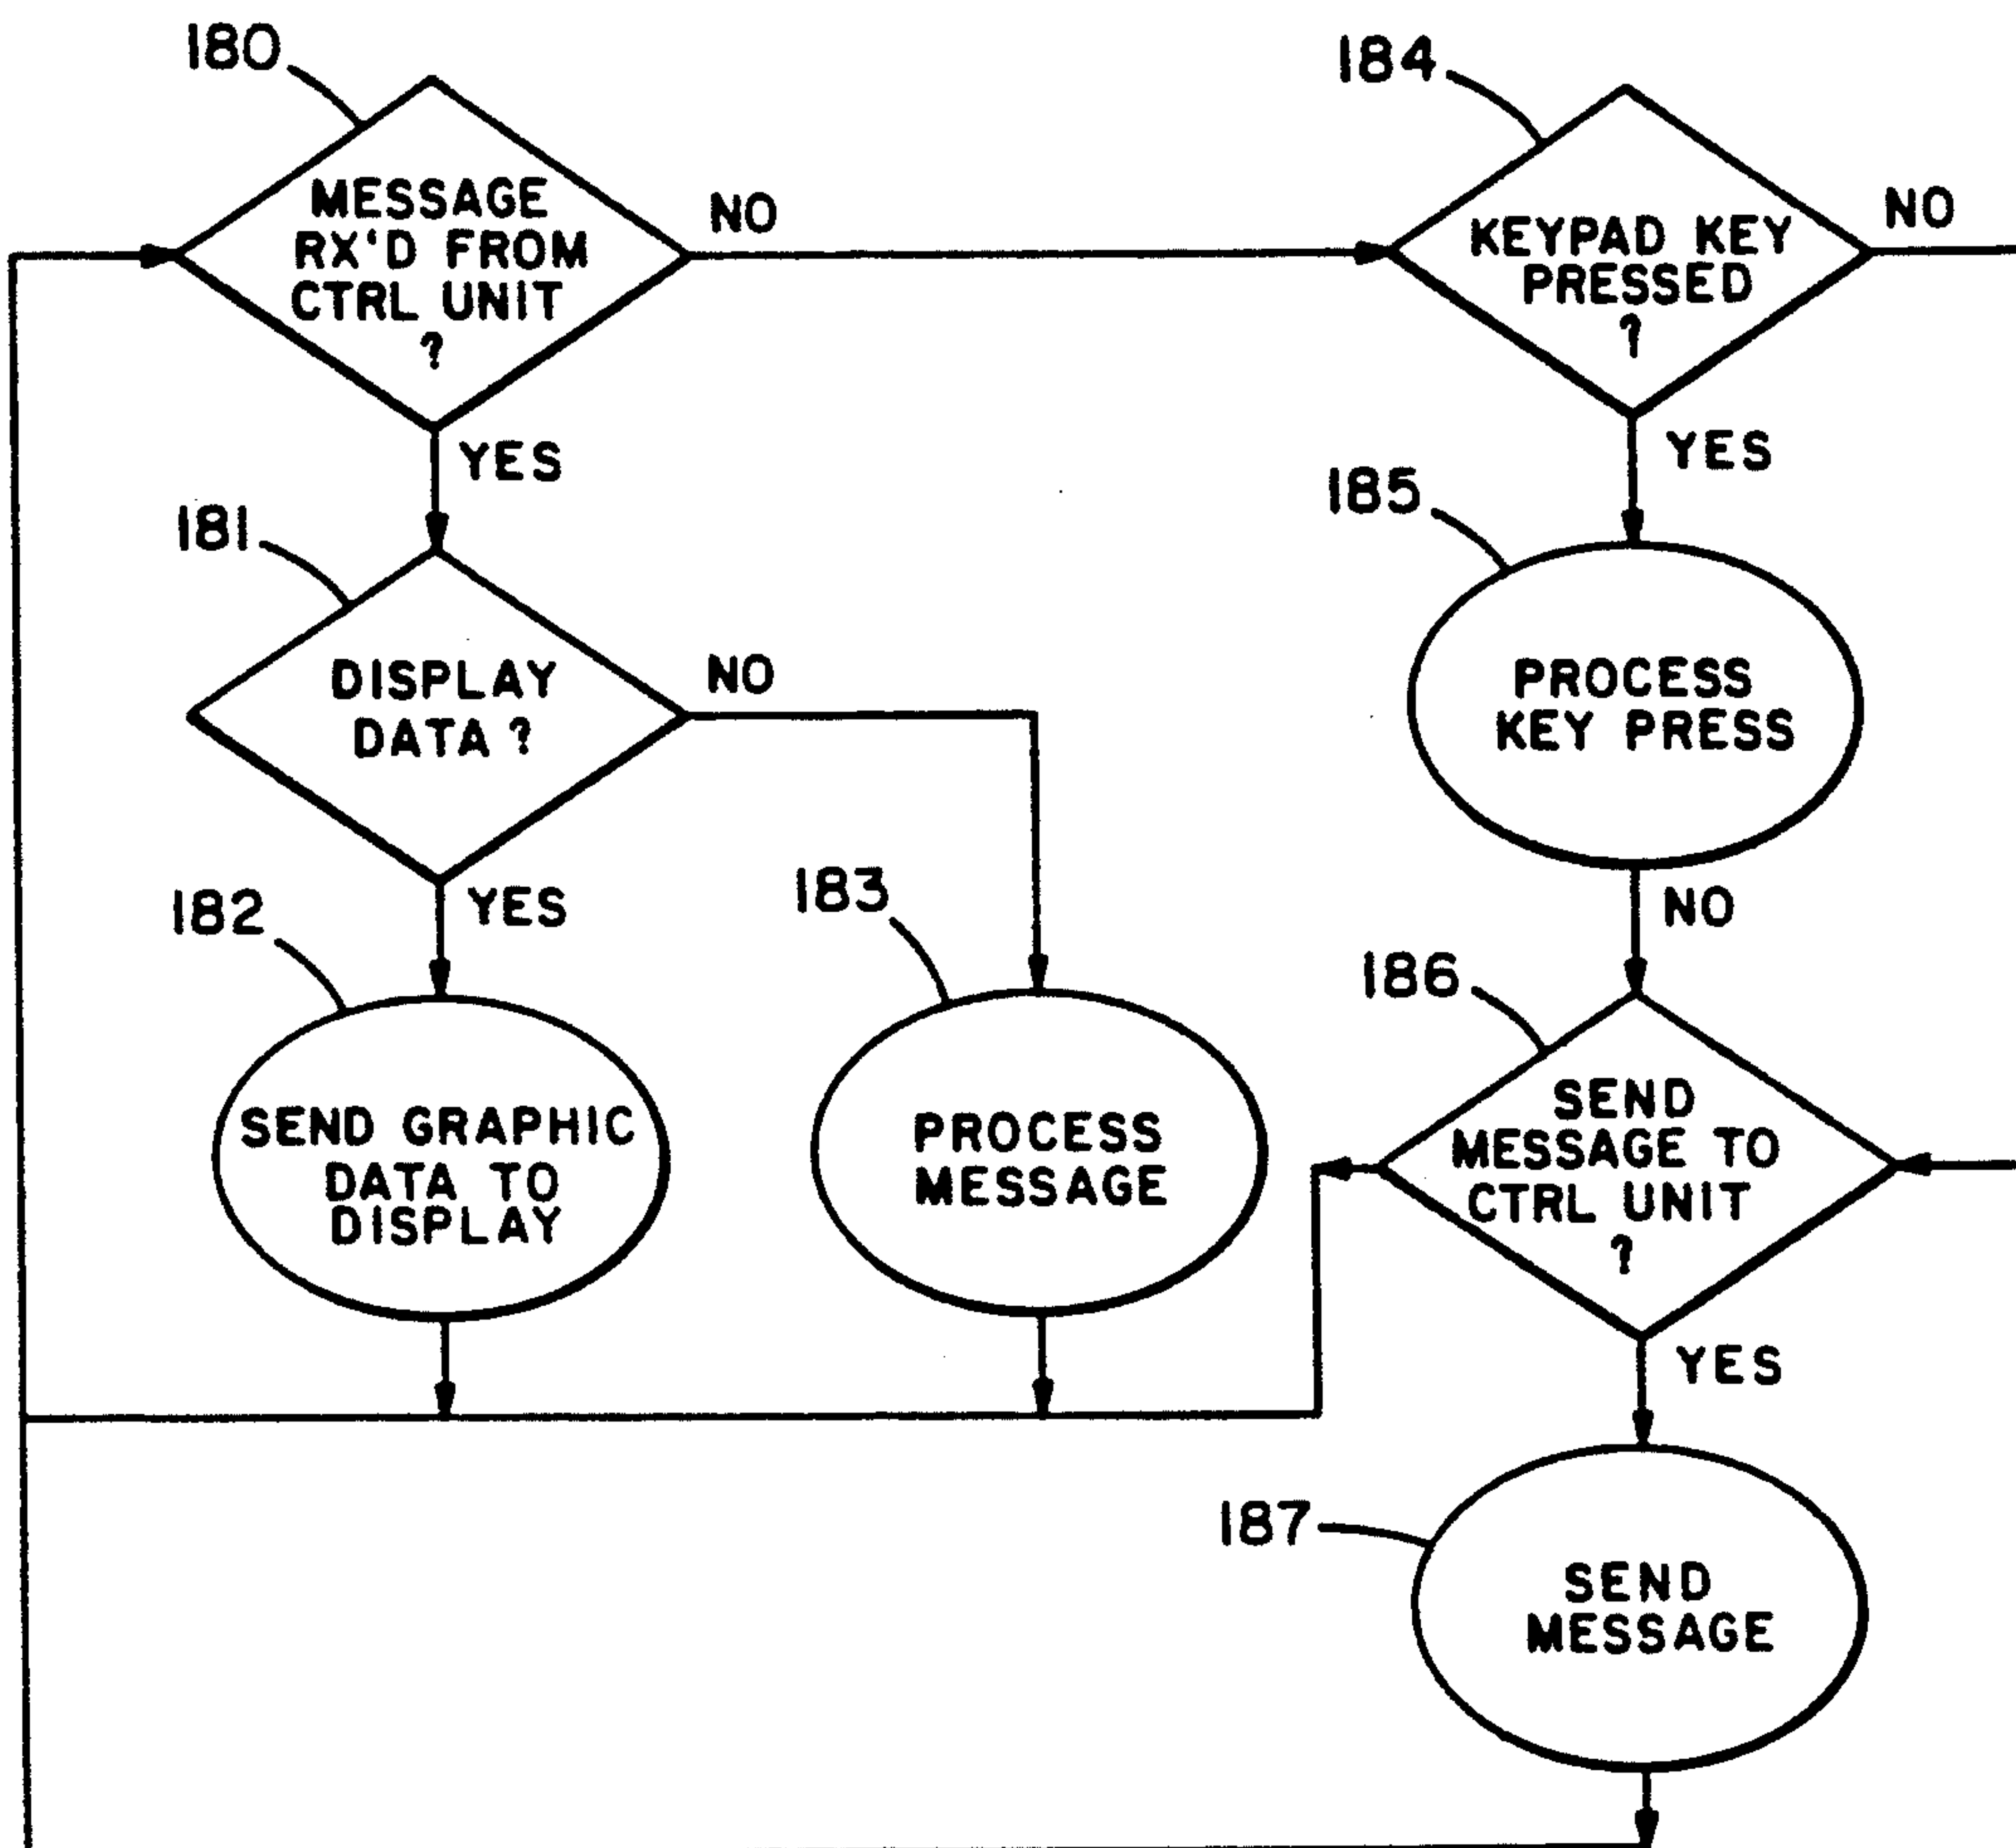 180
MESSAGE
RX'D FROM
CTRL UNIT
?
NO
YES
184
KEYPAD KEY
PRESSED
?
NO
YES
181
DISPLAY
DATA ?
NO
YES
185
PROCESS
KEY PRESS
NO
182
SEND GRAPHIC
DATA TO
DISPLAY
183
PROCESS
MESSAGE
186
SEND
MESSAGE TO
CTRL UNIT
?
YES
187
SEND
MESSAGE